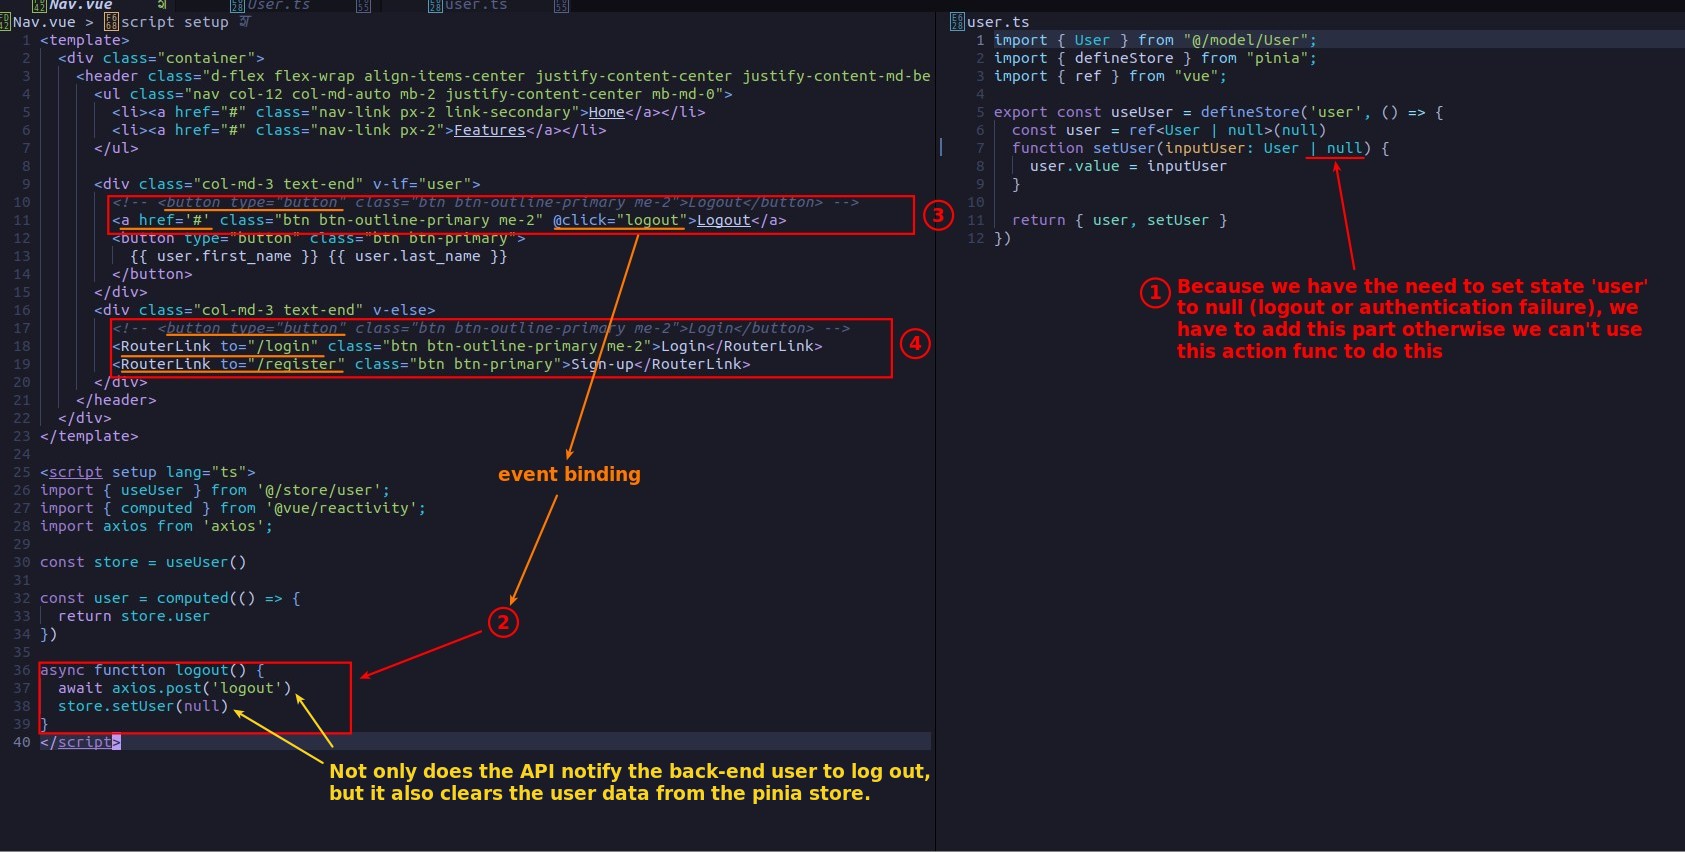 Nav.vue User.ts user.ts
Nav.vue > script setup
1 <template>
2 <div class="container">
3 <header class="d-flex flex-wrap align-items-center justify-content-center justify-content-md-be
4 <ul class="nav col-12 col-md-auto mb-2 justify-content-center mb-md-0">
5 <li><a href="#" class="nav-link px-2 link-secondary">Home</a></li>
6 <li><a href="#" class="nav-link px-2">Features</a></li>
7 </ul>
8
9 <div class="col-md-3 text-end" v-if="user">
10 <!-- <button type="button" class="btn btn-outline-primary me-2">Logout</button> -->
11 <a href='#' class="btn btn-outline-primary me-2" @click="logout">Logout</a>
12 <button type="button" class="btn btn-primary">
13 {{ user.first_name }} {{ user.last_name }}
14 </button>
15 </div>
16 <div class="col-md-3 text-end" v-else>
17 <!-- <button type="button" class="btn btn-outline-primary me-2">Login</button> -->
18 <RouterLink to="/login" class="btn btn-outline-primary me-2">Login</RouterLink>
19 <RouterLink to="/register" class="btn btn-primary">Sign-up</RouterLink>
20 </div>
21 </header>
22 </div>
23 </template>
24
25 <script setup lang="ts">
26 import { useUser } from '@/store/user';
27 import { computed } from '@vue/reactivity';
28 import axios from 'axios';
29
30 const store = useUser()
31
32 const user = computed(() => {
33 return store.user
34 })
35
36 async function logout() {
37 await axios.post('logout')
38 store.setUser(null)
39 }
40 </script>
3
4
event binding
2
Not only does the API notify the back-end user to log out,
but it also clears the user data from the pinia store.
user.ts
1 import { User } from "@/model/User";
2 import { defineStore } from "pinia";
3 import { ref } from "vue";
4
5 export const useUser = defineStore('user', () => {
6 const user = ref<User | null>(null)
7 function setUser(inputUser: User | null) {
8 user.value = inputUser
9 }
10
11 return { user, setUser }
12 })
1 Because we have the need to set state 'user'
to null (logout or authentication failure), we
have to add this part otherwise we can't use
this action func to do this